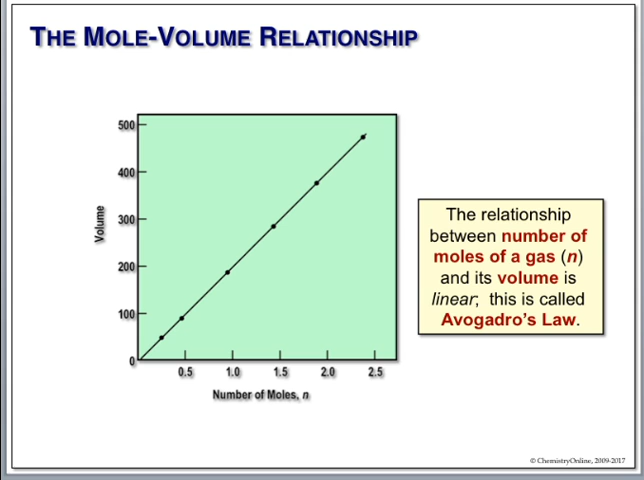 THE MOLE-VOLUME RELATIONSHIP
500
400
300
200
100
0
Volume
0.5 1.0 1.5 2.0 2.5
Number of Moles, n
The relationship
between number of
moles of a gas (n)
and its volume is
linear; this is called
Avogadro's Law.
© ChemistryOnline, 2009-2017